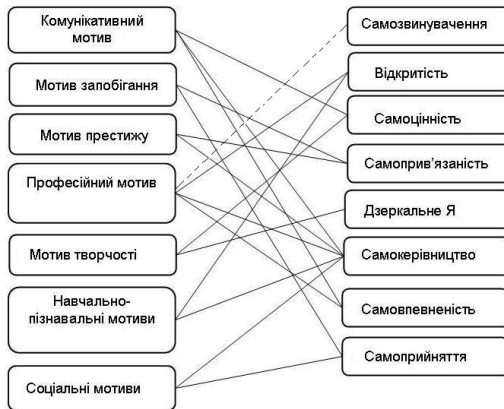 Комунікативний
мотив
Мотив запобігання
Мотив престижу
Професійний мотив
Мотив творчості
Навчально-
пізнавальні мотиви
Соціальні мотиви
Самозвинувачення
Відкритість
Самоцінність
Самоприв’язаність
Дзеркальне Я
Самокерівництво
Самовпевненість
Самоприйняття